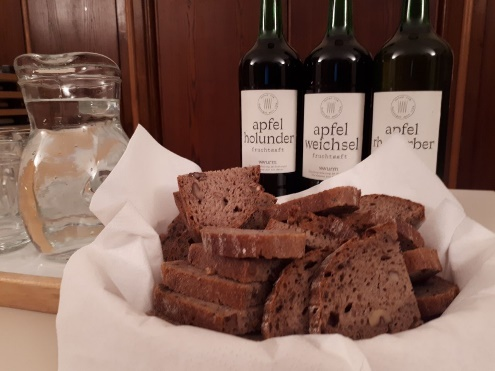 apfel
holunder
fruchtsaft
apfel
weichsel
fruchtsaft
apfel